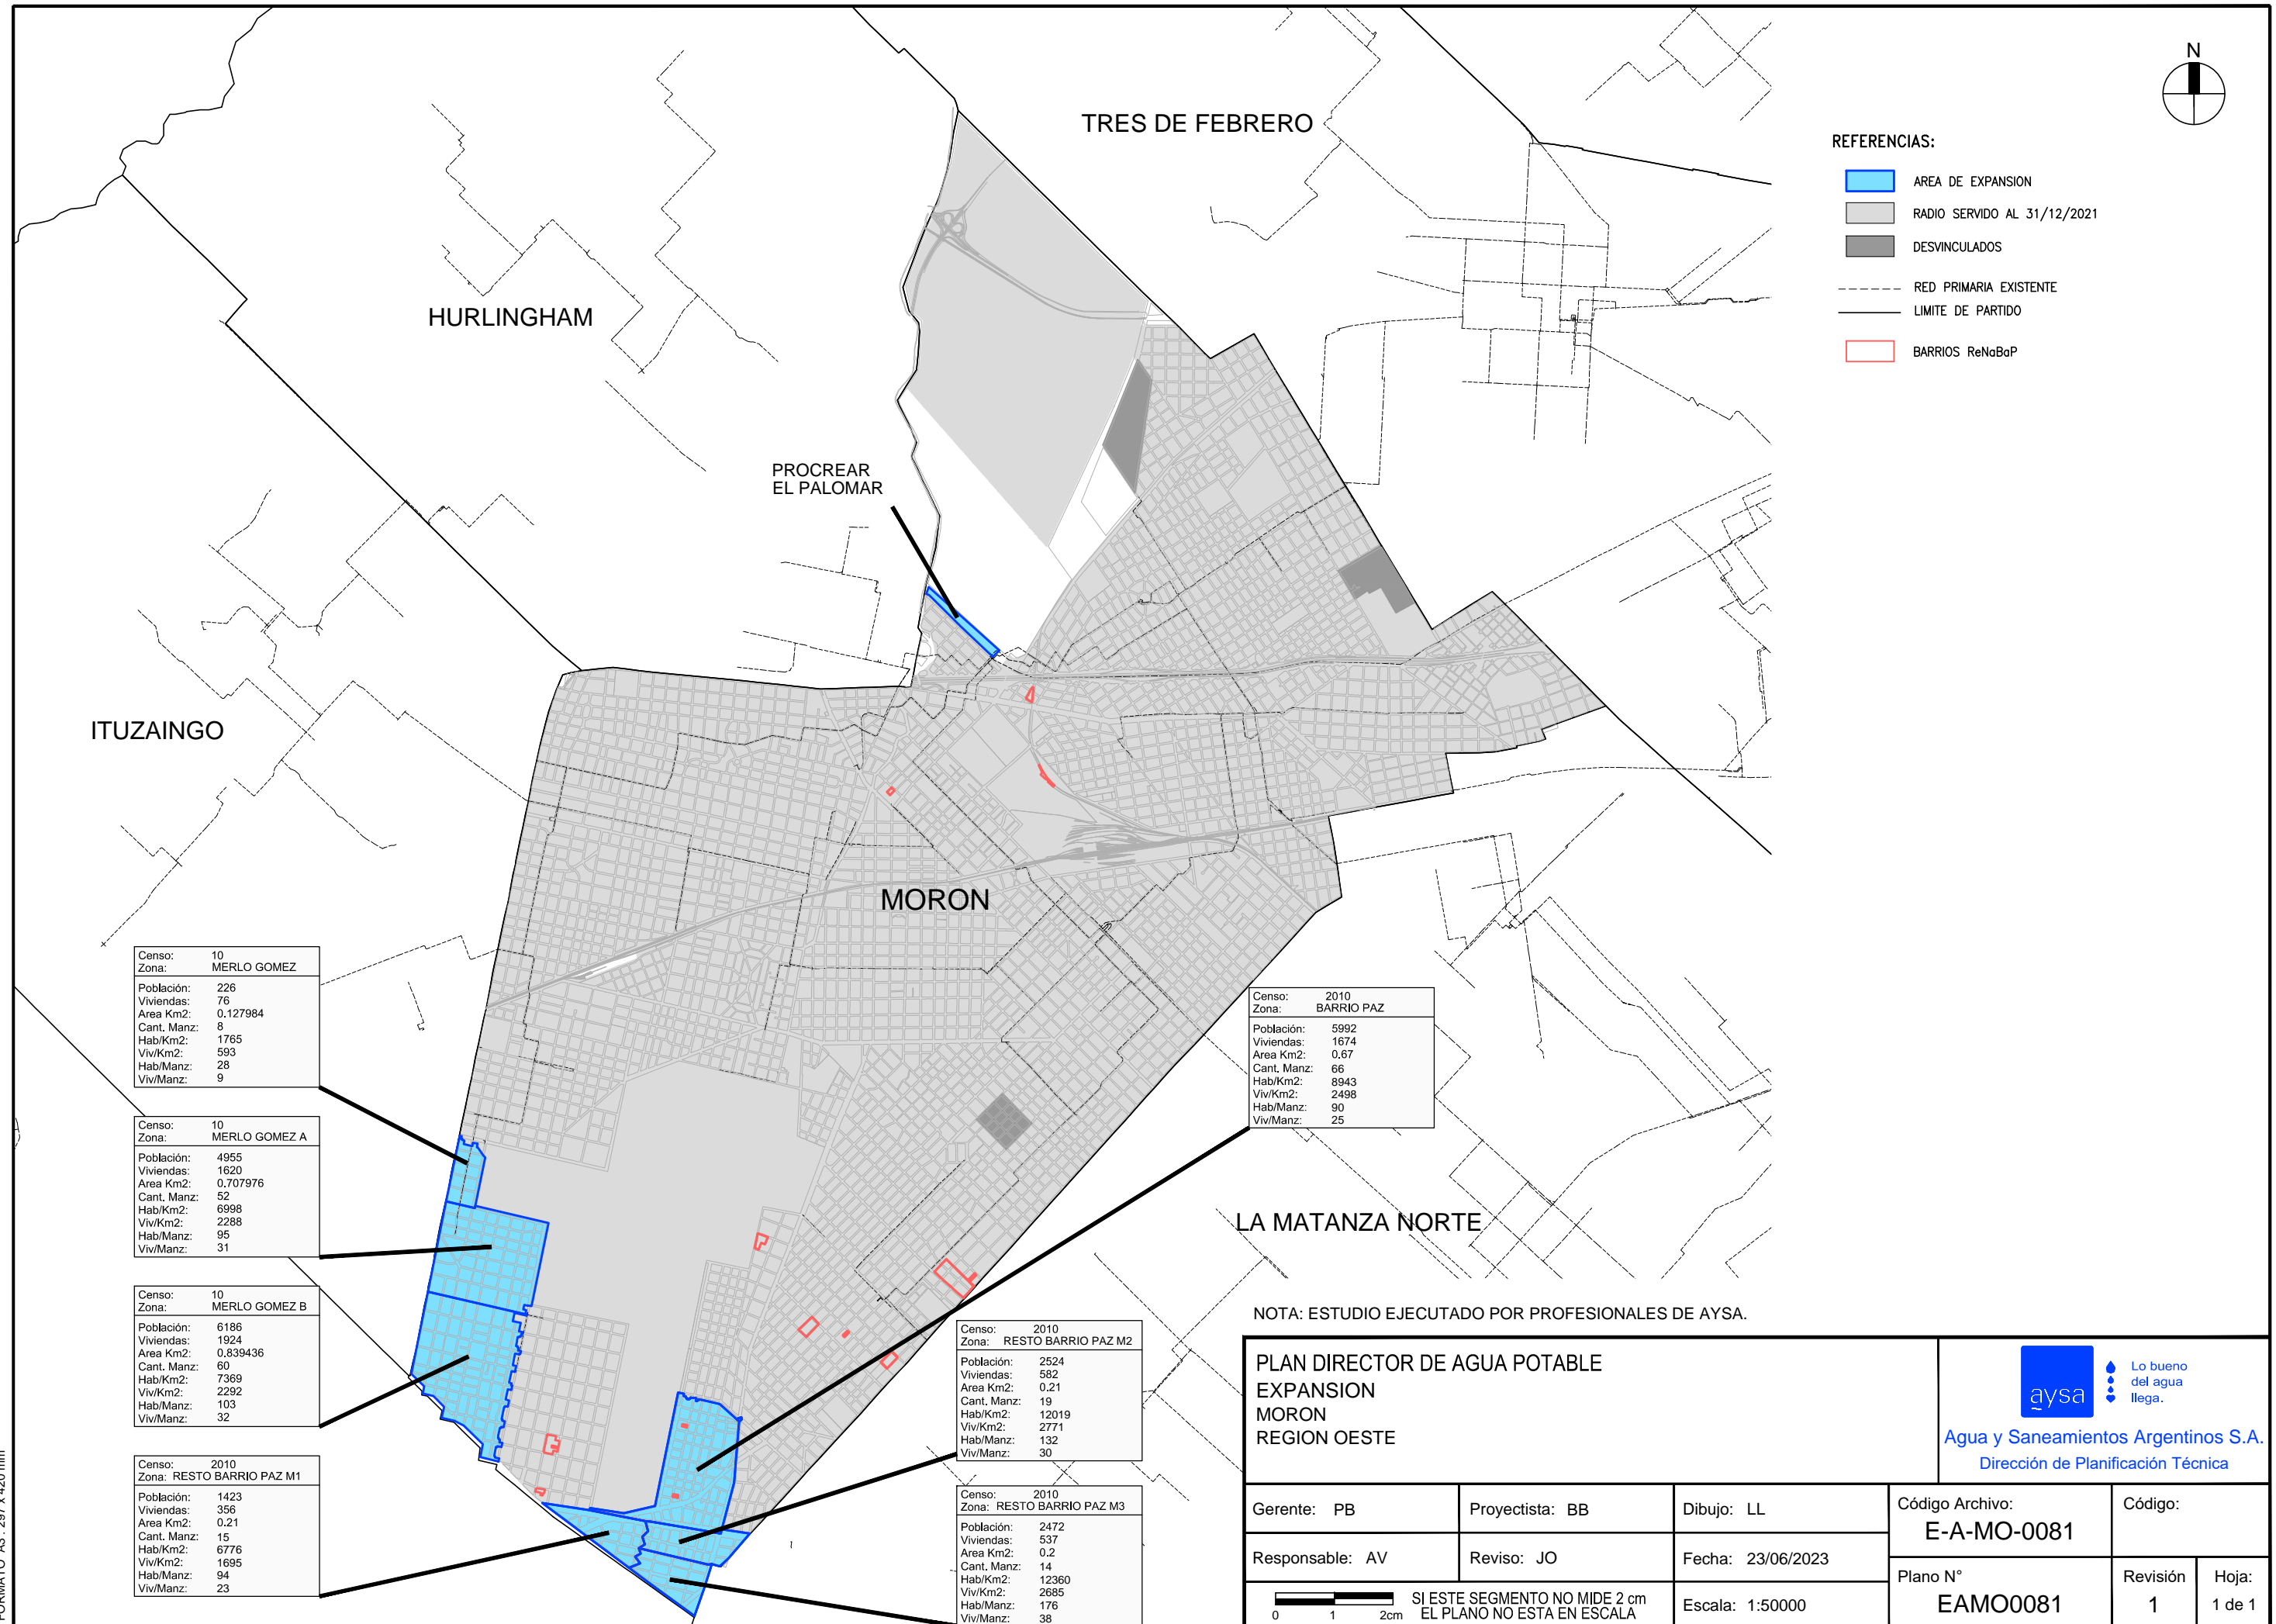 N
TRES DE FEBRERO
REFERENCIAS:
AREA DE EXPANSION
RADIO SERVIDO AL 31/12/2021
DESVINCULADOS
RED PRIMARIA EXISTENTE
LIMITE DE PARTIDO
BARRIOS ReNaBaP
HURLINGHAM
PROCREAR
EL PALOMAR
ITUZAINGO
MORON
LA MATANZA NORTE
Censo: 10
Zona: MERLO GOMEZ
Población: 226
Viviendas: 76
Area Km2: 0.127984
Cant. Manz: 8
Hab/Km2: 1765
Viv/Km2: 593
Hab/Manz: 28
Viv/Manz: 9
Censo: 10
Zona: MERLO GOMEZ A
Población: 4955
Viviendas: 1620
Area Km2: 0.707976
Cant. Manz: 52
Hab/Km2: 6998
Viv/Km2: 2288
Hab/Manz: 95
Viv/Manz: 31
Censo: 10
Zona: MERLO GOMEZ B
Población: 6186
Viviendas: 1924
Area Km2: 0.839436
Cant. Manz: 60
Hab/Km2: 7369
Viv/Km2: 2292
Hab/Manz: 103
Viv/Manz: 32
Censo: 2010
Zona: RESTO BARRIO PAZ M1
Población: 1423
Viviendas: 356
Area Km2: 0.21
Cant. Manz: 15
Hab/Km2: 6776
Viv/Km2: 1695
Hab/Manz: 94
Viv/Manz: 23
Censo: 2010
Zona: BARRIO PAZ
Población: 5992
Viviendas: 1674
Area Km2: 0.67
Cant. Manz: 66
Hab/Km2: 8943
Viv/Km2: 2498
Hab/Manz: 90
Viv/Manz: 25
Censo: 2010
Zona: RESTO BARRIO PAZ M2
Población: 2524
Viviendas: 582
Area Km2: 0.21
Cant. Manz: 19
Hab/Km2: 12019
Viv/Km2: 2771
Hab/Manz: 132
Viv/Manz: 30
Censo: 2010
Zona: RESTO BARRIO PAZ M3
Población: 2472
Viviendas: 537
Area Km2: 0.2
Cant. Manz: 14
Hab/Km2: 12360
Viv/Km2: 2685
Hab/Manz: 176
Viv/Manz: 38
NOTA: ESTUDIO EJECUTADO POR PROFESIONALES DE AYSA.
PLAN DIRECTOR DE AGUA POTABLE
EXPANSION
MORON
REGION OESTE
aysa
Lo bueno
del agua
llega.
Agua y Saneamientos Argentinos S.A.
Dirección de Planificación Técnica
Gerente: PB
Proyectista: BB
Dibujo: LL
Código Archivo:
E-A-MO-0081
Código:
Responsable: AV
Reviso: JO
Fecha: 23/06/2023
Plano N°
EAMO0081
Revisión
1
Hoja:
1 de 1
0 1 2cm
SI ESTE SEGMENTO NO MIDE 2 cm
EL PLANO NO ESTA EN ESCALA
Escala: 1:50000
FORMATO A3 : 297 x 420 mm